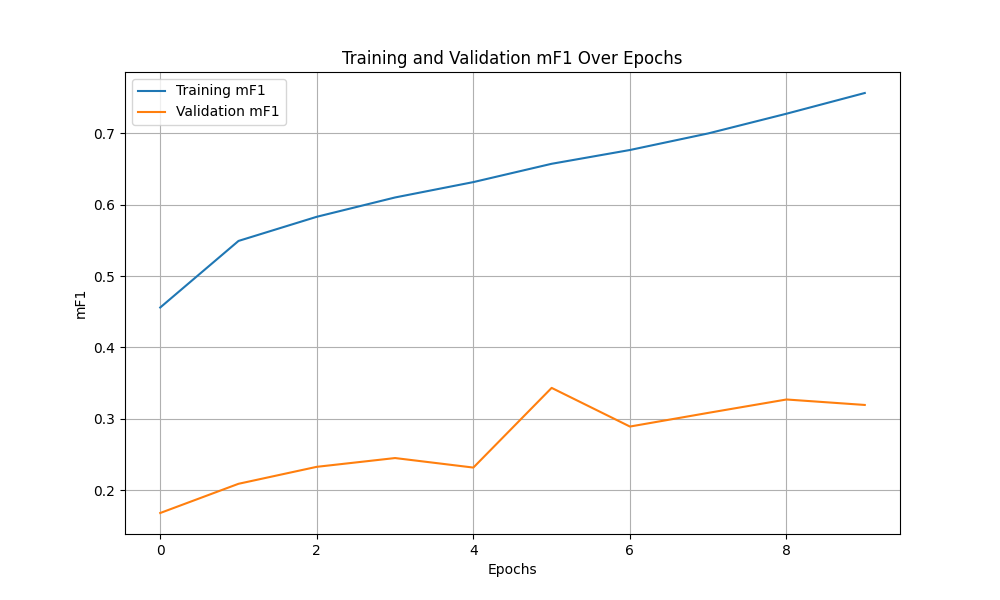 Training and Validation mF1 Over Epochs
Training mF1
Validation mF1
0.7
0.6
0.5
0.4
0.3
0.2
mF1
0 2 4 6 8
Epochs